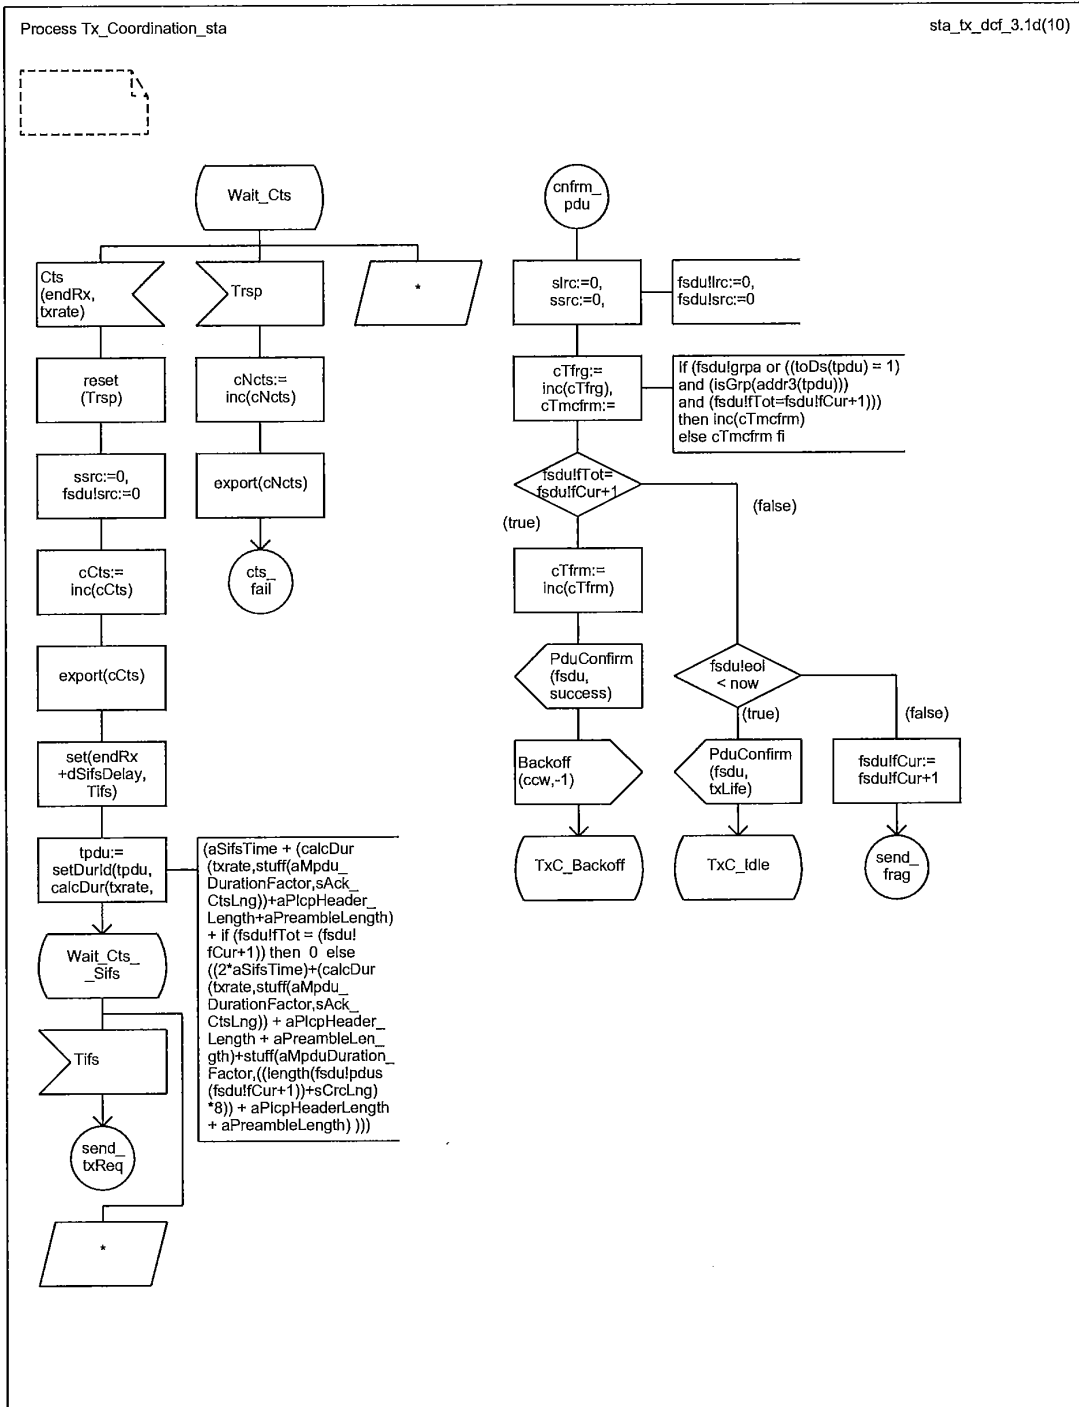 Process Tx_Coordination_sta
sta_tx_dcf_3.1d(10)
Wait_Cts
Cts
(endRx,
txrate)
Trsp
*
reset
(Trsp)
cNcts:=
inc(cNcts)
ssrc:=0,
fsdu!src:=0
export(cNcts)
cCts:=
inc(cCts)
cts_
fail
export(cCts)
set(endRx
+dSifsDelay,
Tifs)
tpdu:=
setDurId(tpdu,
calcDur(txrate,
(aSifsTime + (calcDur
(txrate,stuff(aMpdu_
DurationFactor,sAck_
CtsLng))+aPlcpHeader_
Length+aPreambleLength)
+ if (fsdu!fTot = (fsdu!
fCur+1)) then 0 else
((2*aSifsTime)+(calcDur
(txrate,stuff(aMpdu_
DurationFactor,sAck_
CtsLng)) + aPlcpHeader_
Length + aPreambleLen_
gth)+stuff(aMpduDuration_
Factor,((length(fsdu!pdus
(fsdu!fCur+1))+sCrcLng)
*8)) + aPlcpHeaderLength
+ aPreambleLength) )))
Wait_Cts_
_Sifs
Tifs
send_
txReq
*
cnfrm_
pdu
slrc:=0,
ssrc:=0,
fsdu!lrc:=0,
fsdu!src:=0
cTfrg:=
inc(cTfrg),
cTmcfrm:=
if (fsdu!grpa or ((toDs(tpdu) = 1)
and (isGrp(addr3(tpdu)))
and (fsdu!fTot=fsdu!fCur+1)))
then inc(cTmcfrm)
else cTmcfrm fi
fsdu!fTot=
fsdu!fCur+1
(true)
(false)
cTfrm:=
inc(cTfrm)
PduConfirm
(fsdu,
success)
fsdu!eol
< now
(true)
(false)
Backoff
(ccw,-1)
PduConfirm
(fsdu,
txLife)
fsdu!fCur:=
fsdu!fCur+1
TxC_Backoff
TxC_Idle
send_
frag